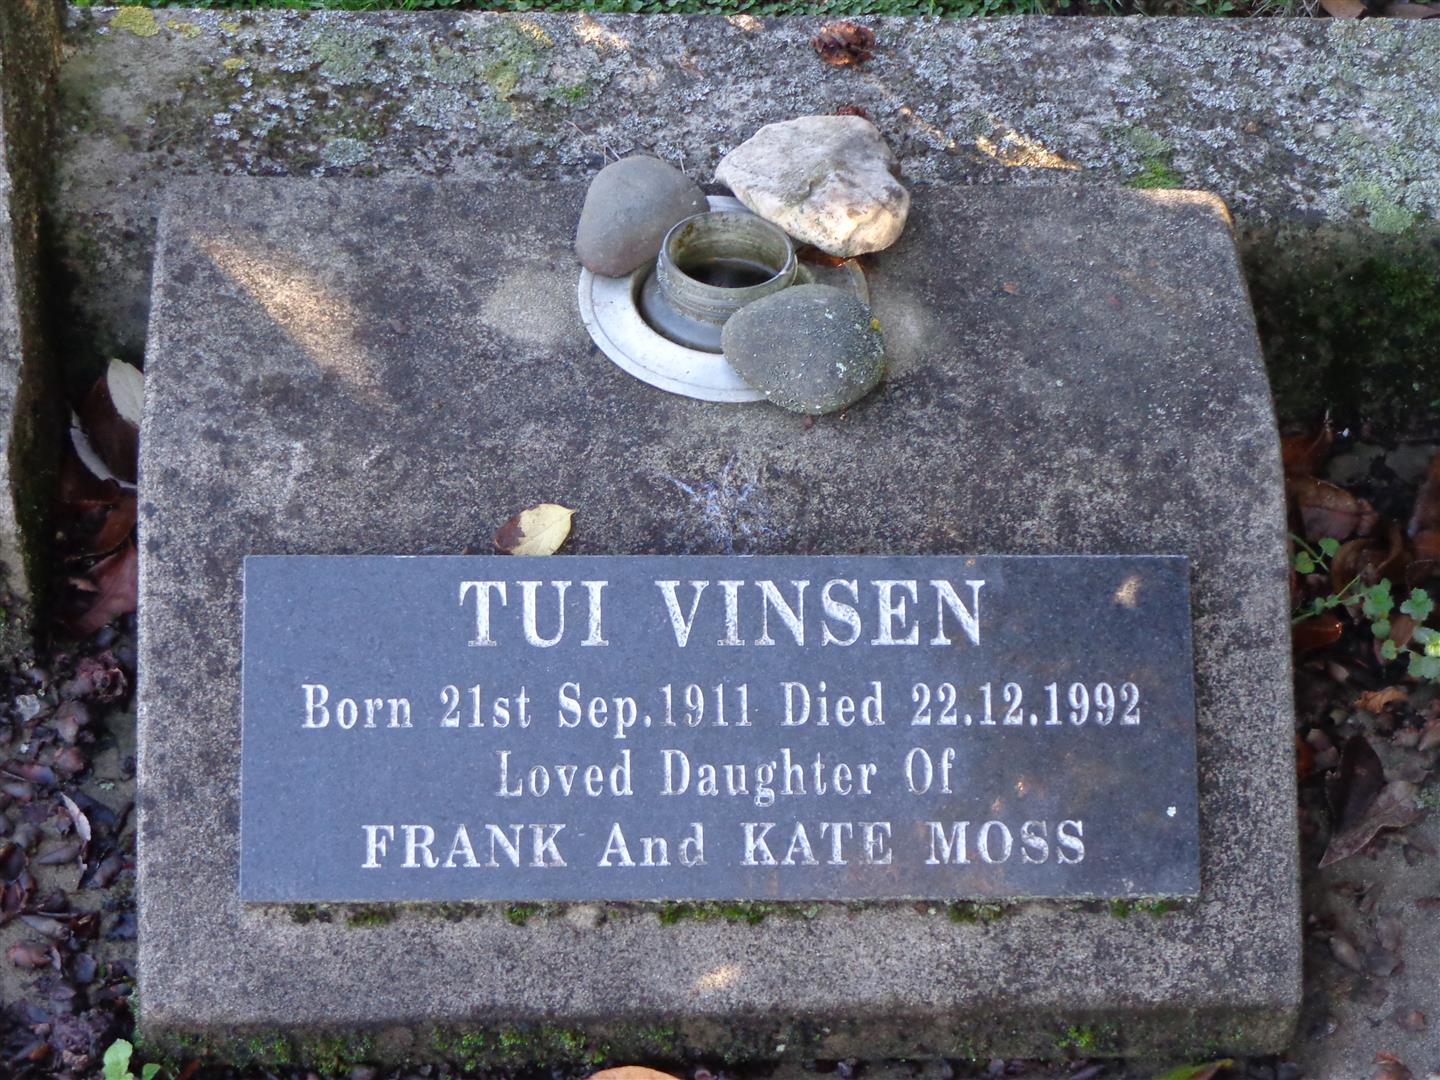 TUI VINSEN
Born 21st Sep.1911 Died 22.12.1992
Loved Daughter Of
FRANK And KATE MOSS